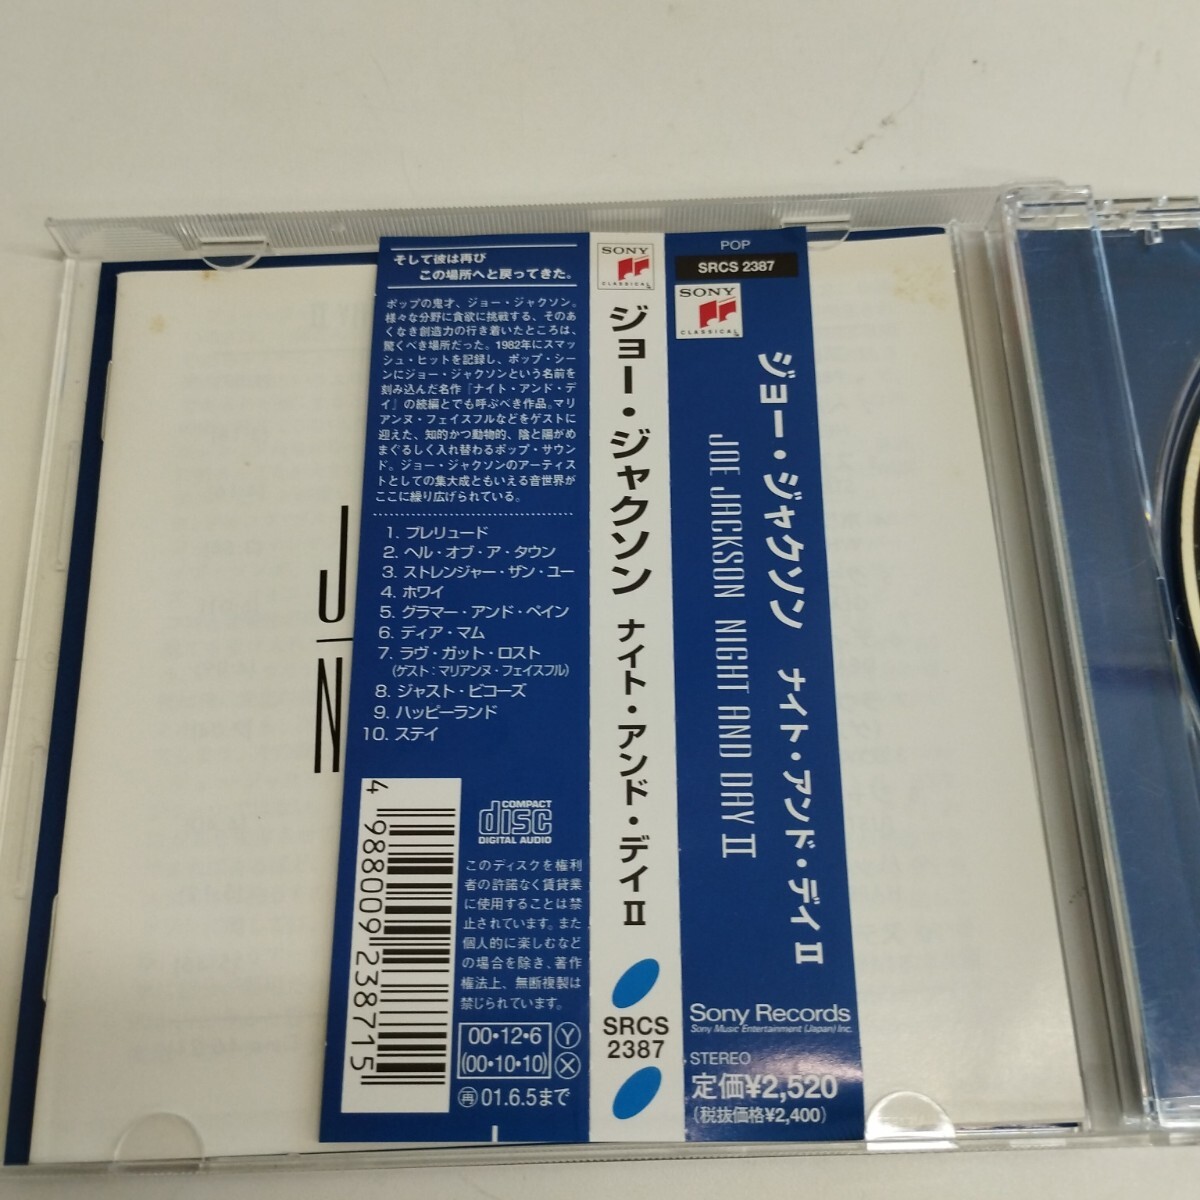 そして彼は再び
この場所へと戻ってきた。
ポップの鬼才、ジョー・ジャクソン。
様々な分野に貪欲に挑戦する、そのあ
くなき創造力の行き着いたところは、
驚くべき場所だった。1982年にスマッ
シュ・ヒットを記録し、ポップ・シー
ンにジョー・ジャクソンという名前を
刻み込んだ名作『ナイト・アンド・デ
イ』の続編とでも呼ぶべき作品。マリ
アンヌ・フェイスフルなどをゲストに
迎えた、知的かつ動物的、陰と陽がめ
まぐるしく入れ替わるポップ・サウン
ド。ジョー・ジャクソンのアーティス
トとしての集大成ともいえる音世界が
ここに繰り広げられている。
1. プレリュード
2. ヘル・オブ・ア・タウン
3. ストレンジャー・ザン・ユー
4. ホワイ
5. グラマー・アンド・ペイン
6. ディア・マム
7. ラヴ・ガット・ロスト
(ゲスト：マリアンヌ・フェイスフル)
8. ジャスト・ビコーズ
9. ハッピーランド
10. ステイ
4 988009 238715
COMPACT
disc
DIGITAL AUDIO
このディスクを権利
者の許諾なく賃貸業
に使用することは禁
止されています。また
個人的に楽しむなど
の場合を除き、著作
権法上、無断複製は
禁じられています。
00・12・6 Y
(00・10・10) X
再 01.6.5まで
SONY
CLASSICAL
ジョー・ジャクソン ナイト・アンド・デイ II
SRCS
2387
POP
SRCS 2387
SONY
CLASSICAL
ジョー・ジャクソン ナイト・アンド・デイ II
JOE JACKSON NIGHT AND DAY II
Sony Records
Sony Music Entertainment (Japan) Inc.
STEREO
定価¥2,520
(税抜価格¥2,400)
J
N